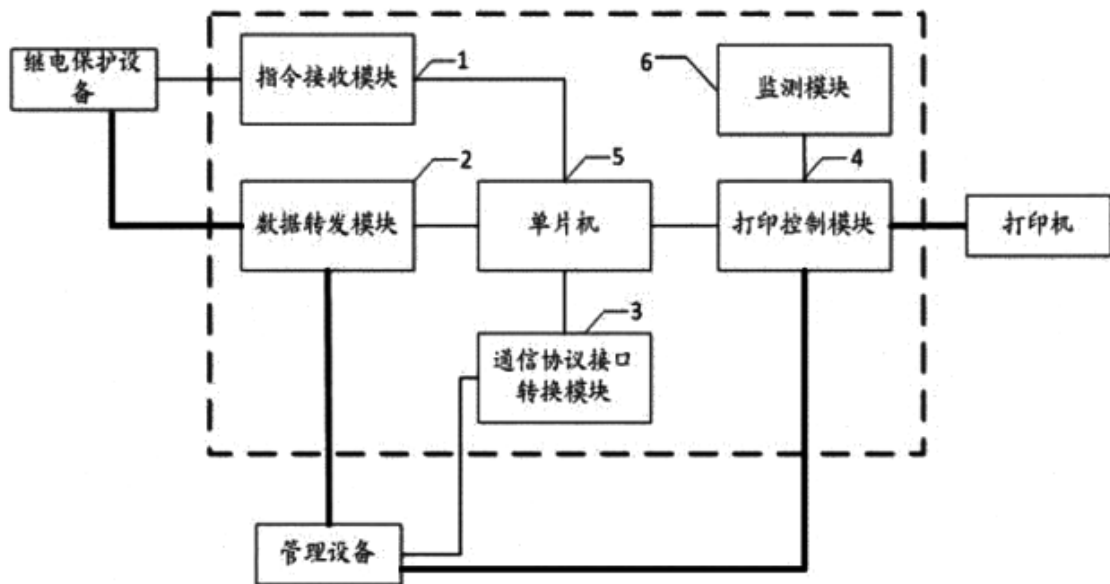 继电保护设
备
指令接收模块
1
6
监测模块
数据转发模块
2
单片机
5
打印控制模块
4
打印机
通信协议接口
转换模块
3
管理设备